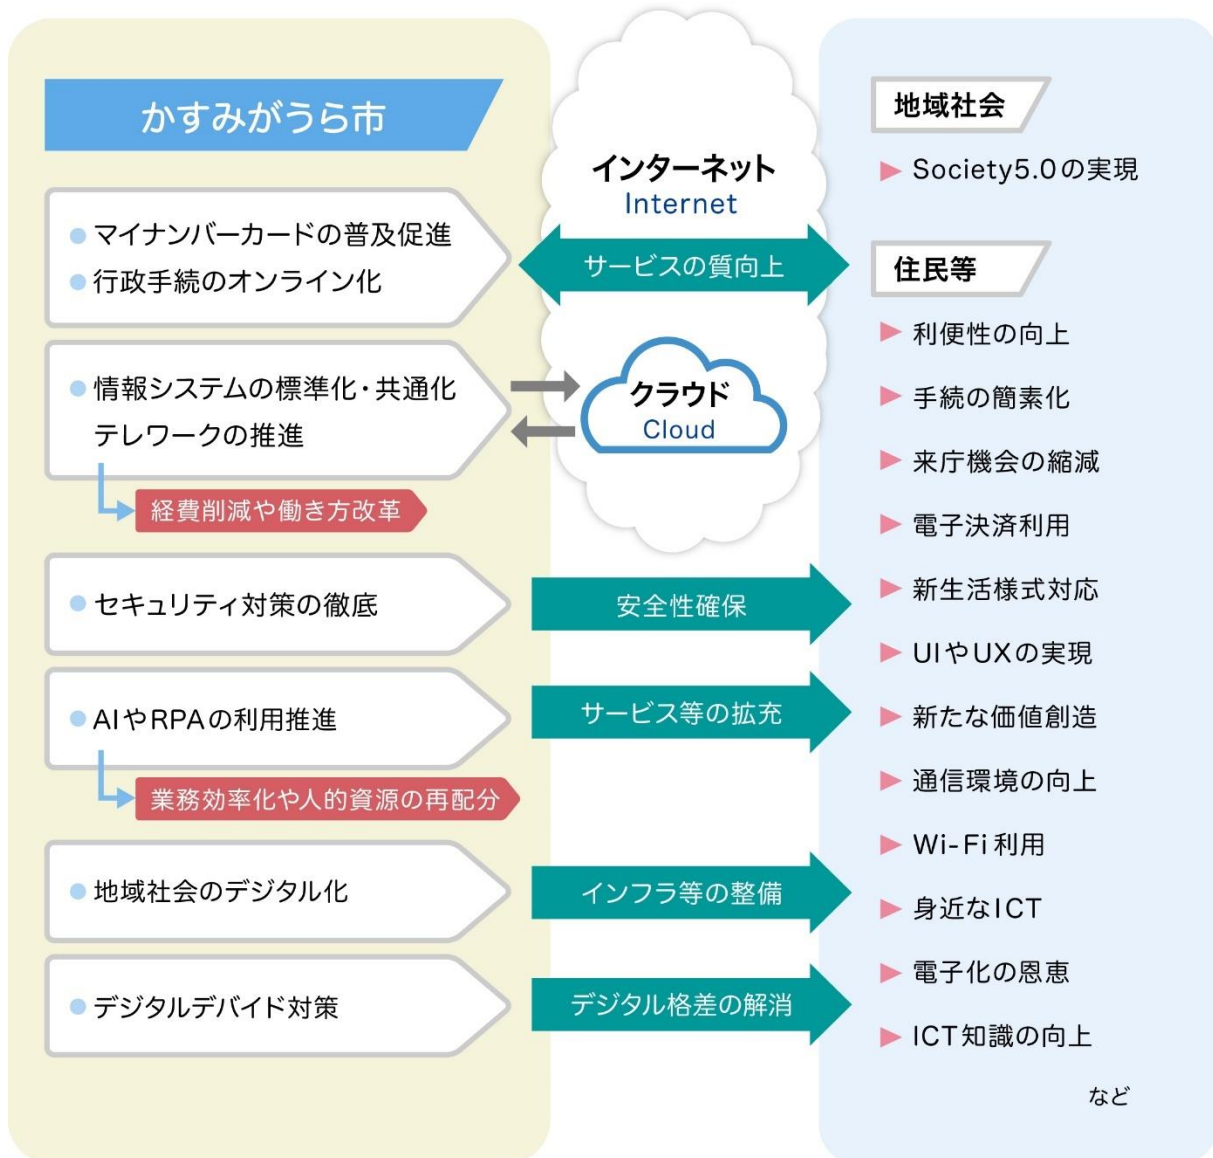 かすみがうら市
マイナンバーカードの普及促進
行政手続のオンライン化
情報システムの標準化・共通化
テレワークの推進
経費削減や働き方改革
セキュリティ対策の徹底
AIやRPAの利用推進
業務効率化や人的資源の再配分
地域社会のデジタル化
デジタルデバイド対策
インターネット
Internet
サービスの質向上
クラウド
Cloud
安全性確保
サービス等の拡充
インフラ等の整備
デジタル格差の解消
地域社会
Society5.0の実現
住民等
利便性の向上
手続の簡素化
来庁機会の縮減
電子決済利用
新生活様式対応
UIやUXの実現
新たな価値創造
通信環境の向上
Wi-Fi利用
身近なICT
電子化の恩恵
ICT知識の向上
など